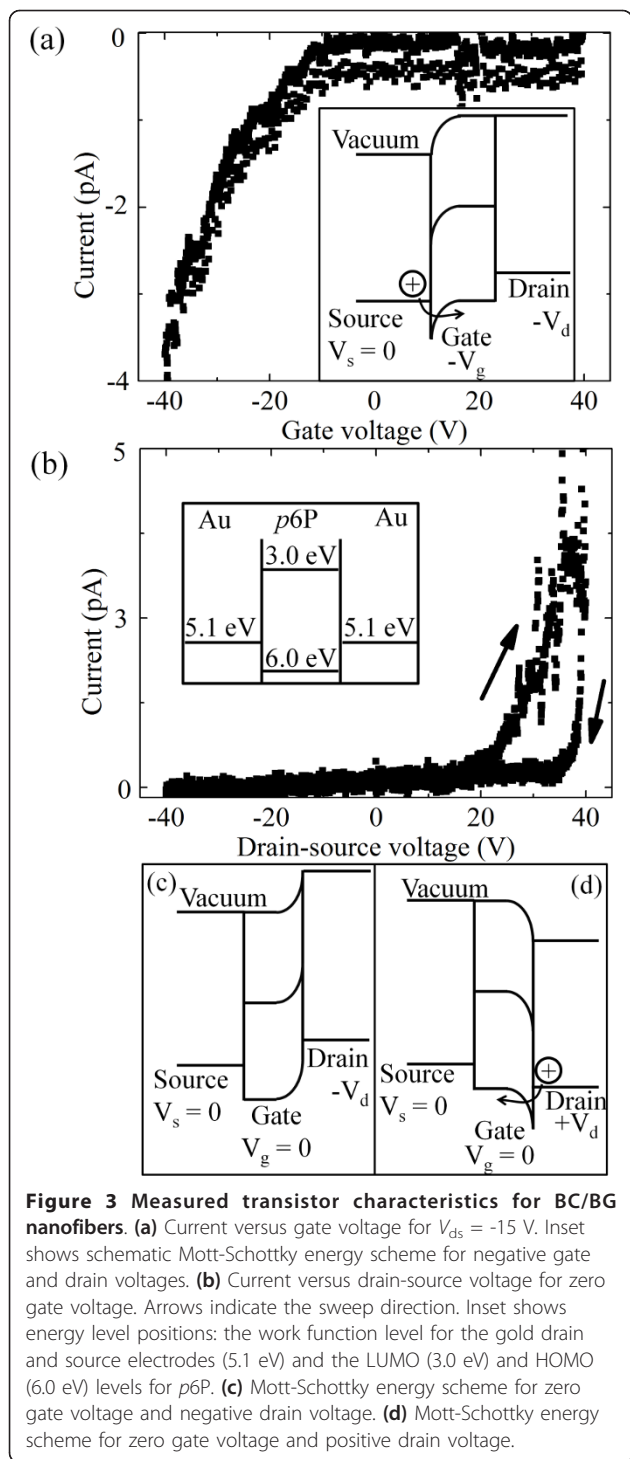 (a)
0
-2
-4
Current (pA)
Vacuum
+
Source
V_s = 0
Gate
-V_g
Drain
-V_d
-40 -20 0 20 40
Gate voltage (V)
(b)
5
3
0
Current (pA)
Au p6P Au
3.0 eV
5.1 eV 5.1 eV
6.0 eV
-40 -20 0 20 40
Drain-source voltage (V)
(c)
Vacuum
Source
V_s = 0
Gate
V_g = 0
Drain
-V_d
(d)
Vacuum
+
Source
V_s = 0
Gate
V_g = 0
Drain
+V_d
Figure 3 Measured transistor characteristics for BC/BG
nanofibers. (a) Current versus gate voltage for V_ds = -15 V. Inset
shows schematic Mott-Schottky energy scheme for negative gate
and drain voltages. (b) Current versus drain-source voltage for zero
gate voltage. Arrows indicate the sweep direction. Inset shows
energy level positions: the work function level for the gold drain
and source electrodes (5.1 eV) and the LUMO (3.0 eV) and HOMO
(6.0 eV) levels for p6P. (c) Mott-Schottky energy scheme for zero
gate voltage and negative drain voltage. (d) Mott-Schottky energy
scheme for zero gate voltage and positive drain voltage.